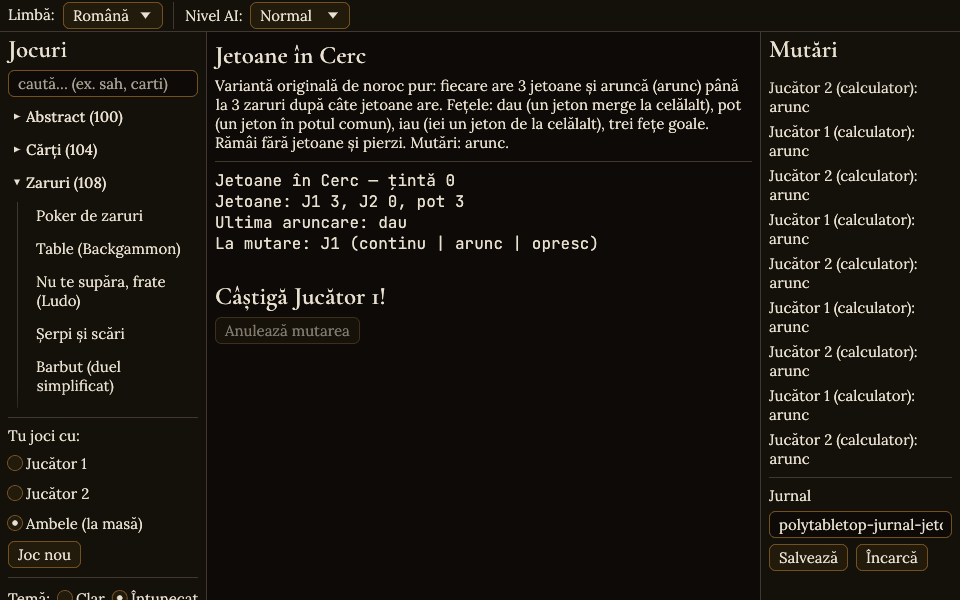 Limbă:
Română ▼
Nivel AI:
Normal ▼
Jocuri
caută... (ex. sah, carti)
▸ Abstract (100)
▸ Cărți (104)
▾ Zaruri (108)
Poker de zaruri
Table (Backgammon)
Nu te supăra, frate
(Ludo)
Șerpi și scări
Barbut (duel
simplificat)
Tu joci cu:
Jucător 1
Jucător 2
Ambele (la masă)
Joc nou
Temă: Clar Întunecat
Jetoane în Cerc
Variantă originală de noroc pur: fiecare are 3 jetoane și aruncă (arunc) până
la 3 zaruri după câte jetoane are. Fețele: dau (un jeton merge la celălalt), pot
(un jeton în potul comun), iau (iei un jeton de la celălalt), trei fețe goale.
Rămâi fără jetoane și pierzi. Mutări: arunc.
Jetoane în Cerc — țintă 0
Jetoane: J1 3, J2 0, pot 3
Ultima aruncare: dau
La mutare: J1 (continu | arunc | opresc)
Câștigă Jucător 1!
Anulează mutarea
Mutări
Jucător 2 (calculator):
arunc
Jucător 1 (calculator):
arunc
Jucător 2 (calculator):
arunc
Jucător 1 (calculator):
arunc
Jucător 2 (calculator):
arunc
Jucător 1 (calculator):
arunc
Jucător 2 (calculator):
arunc
Jucător 1 (calculator):
arunc
Jucător 2 (calculator):
arunc
Jurnal
polytabletop-jurnal-jeto
Salvează
Încarcă